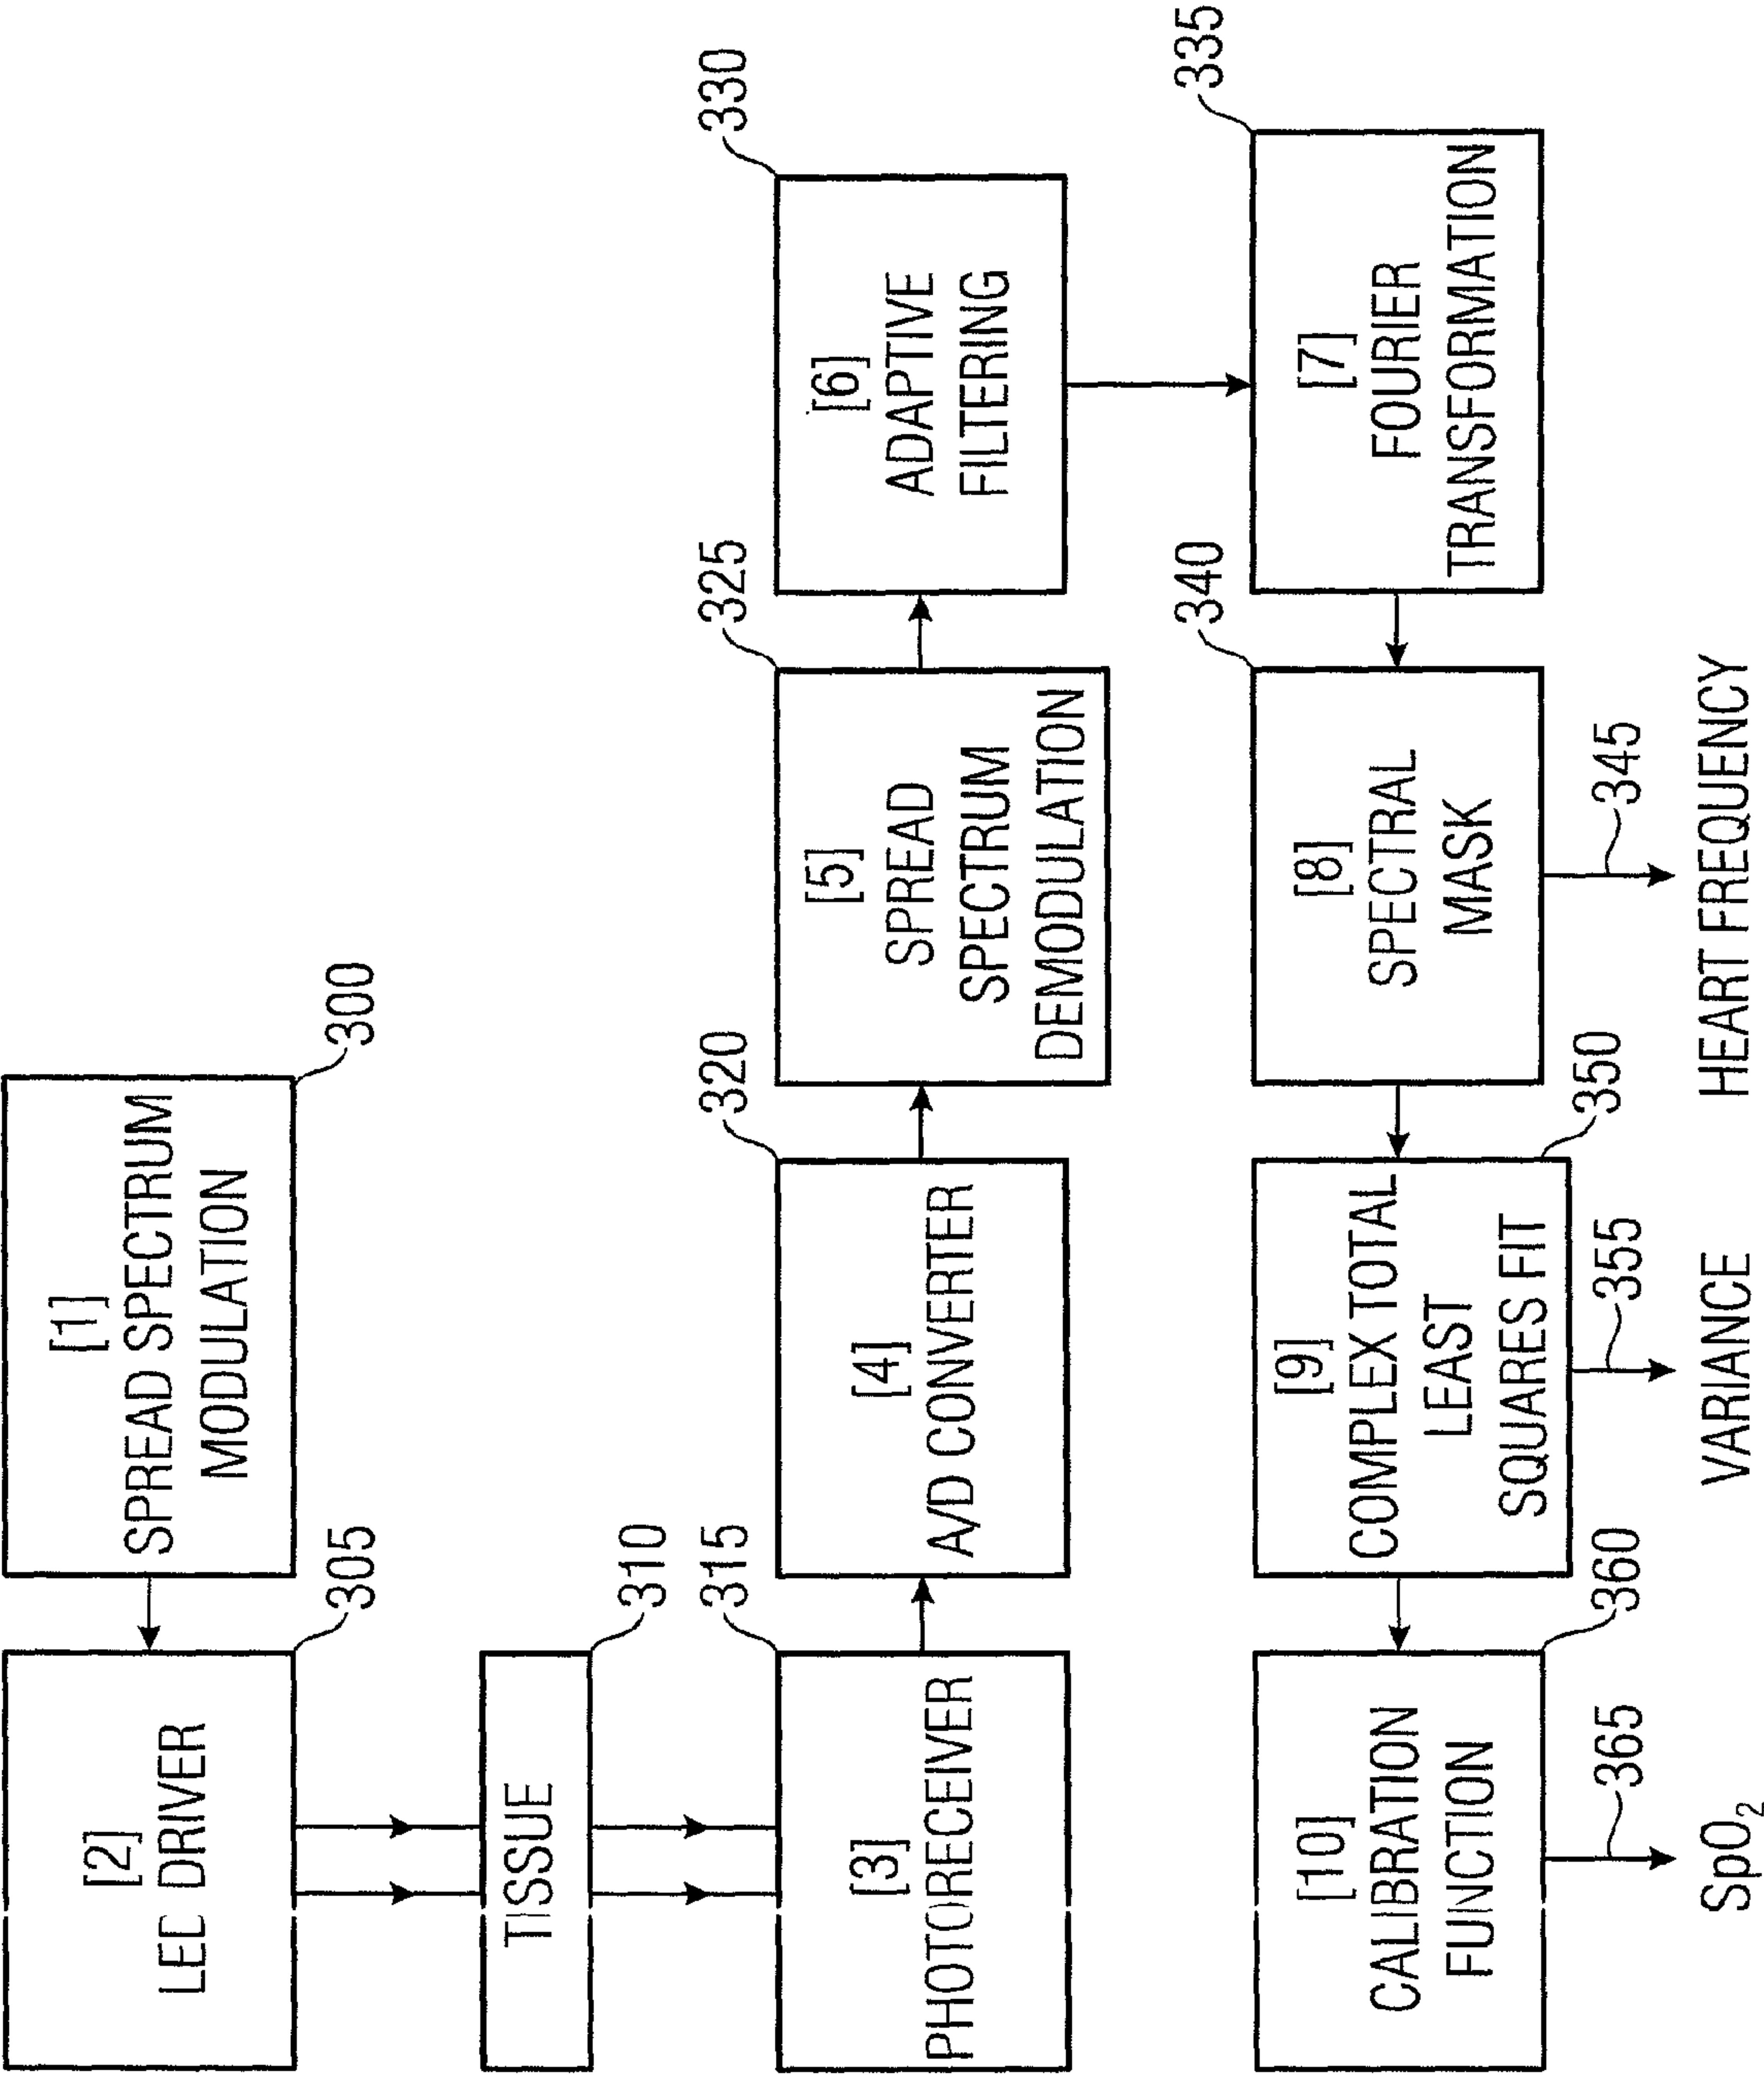 [1]
SPREAD SPECTRUM
MODULATION
300
[2]
LED DRIVER
305
TISSUE
310
[3]
PHOTORECEIVER
315
[4]
A/D CONVERTER
320
[5]
SPREAD
SPECTRUM
DEMODULATION
325
[6]
ADAPTIVE
FILTERING
330
[7]
FOURIER
TRANSFORMATION
335
[8]
SPECTRAL
MASK
340
345
HEART FREQUENCY
[9]
COMPLEX TOTAL
LEAST
SQUARES FIT
350
355
VARIANCE
[10]
CALIBRATION
FUNCTION
360
365
SpO₂